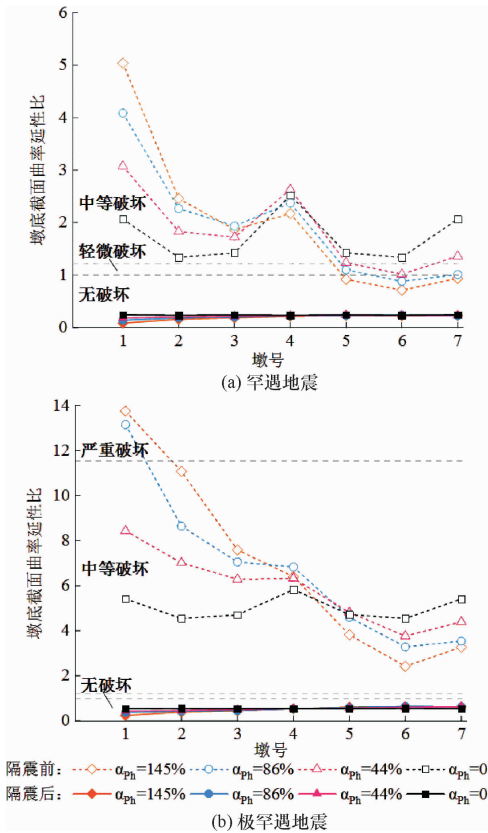 6
5
4
3
2
1
0
墩底截面曲率延性比
中等破坏
轻微破坏
无破坏
1 2 3 4 5 6 7
墩号
(a) 罕遇地震
14
12
10
8
6
4
2
0
墩底截面曲率延性比
严重破坏
中等破坏
无破坏
1 2 3 4 5 6 7
墩号
隔震前: αPh=145% αPh=86% αPh=44% αPh=0
隔震后: αPh=145% αPh=86% αPh=44% αPh=0
(b) 极罕遇地震